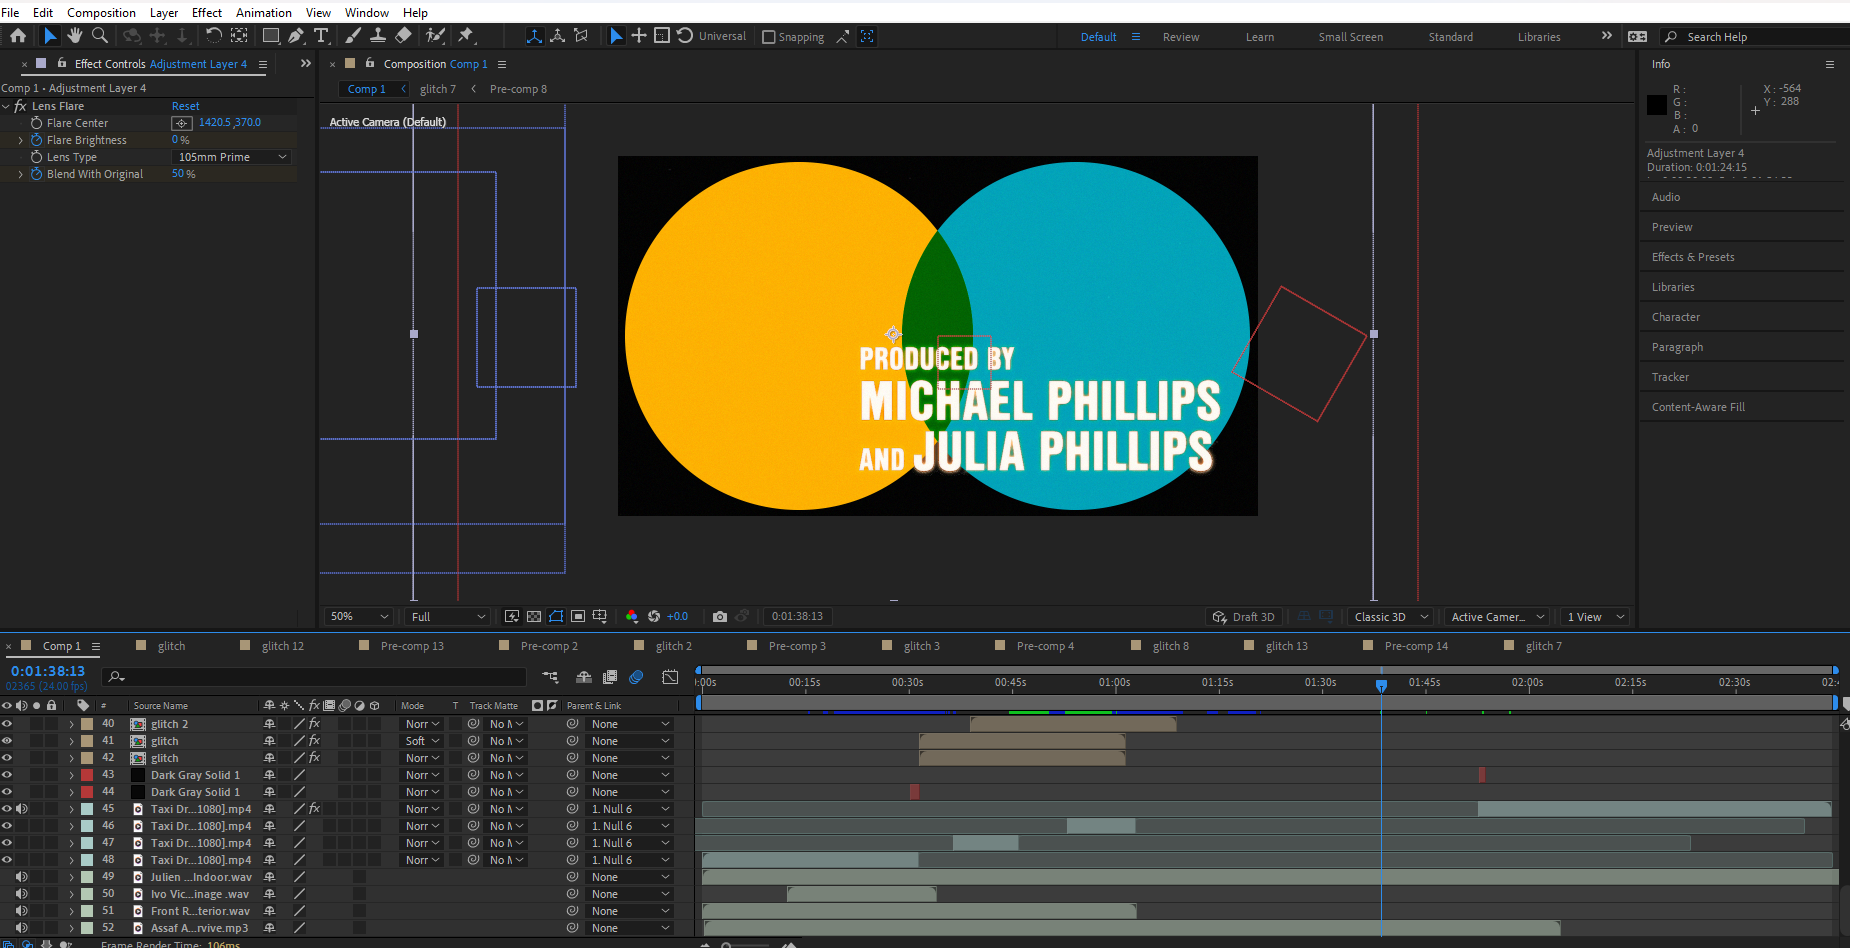 File Edit Composition Layer Effect Animation View Window Help
Universal Snapping Default Review Learn Small Screen Standard Libraries Search Help
Effect Controls Adjustment Layer 4
Composition Comp 1
Info
Comp 1 • Adjustment Layer 4
Comp 1 glitch 7 Pre-comp 8
fx Lens Flare Reset
Flare Center 1420.5,370.0
Flare Brightness 0 %
Lens Type 105mm Prime
Blend With Original 50 %
Active Camera (Default)
PRODUCED BY
MICHAEL PHILLIPS
AND JULIA PHILLIPS
R :
G :
B :
A : 0
X : -564
Y : 288
Adjustment Layer 4
Duration: 0:01:24:15
Audio
Preview
Effects & Presets
Libraries
Character
Paragraph
Tracker
Content-Aware Fill
50% Full +0.0 0:01:38:13 Draft 3D Classic 3D Active Camer... 1 View
Comp 1 glitch glitch 12 Pre-comp 13 Pre-comp 2 glitch 2 Pre-comp 3 glitch 3 Pre-comp 4 glitch 8 glitch 13 Pre-comp 14 glitch 7
0:01:38:13
02365 (24.00 fps)
:00s 00:15s 00:30s 00:45s 01:00s 01:15s 01:30s 01:45s 02:00s 02:15s 02:30s 02:4
# Source Name fx Mode T Track Matte Parent & Link
40 glitch 2 fx Norr No M None
41 glitch fx Soft No M None
42 glitch fx Norr No M None
43 Dark Gray Solid 1 Norr No M None
44 Dark Gray Solid 1 Norr No M None
45 Taxi Dr...1080].mp4 fx Norr No M 1. Null 6
46 Taxi Dr...1080].mp4 Norr No M 1. Null 6
47 Taxi Dr...1080].mp4 Norr No M 1. Null 6
48 Taxi Dr...1080].mp4 Norr No M 1. Null 6
49 Julien ...Indoor.wav None
50 Ivo Vic...inage .wav None
51 Front R...terior.wav None
52 Assaf A...rvive.mp3 None
Frame Render Time: 106ms